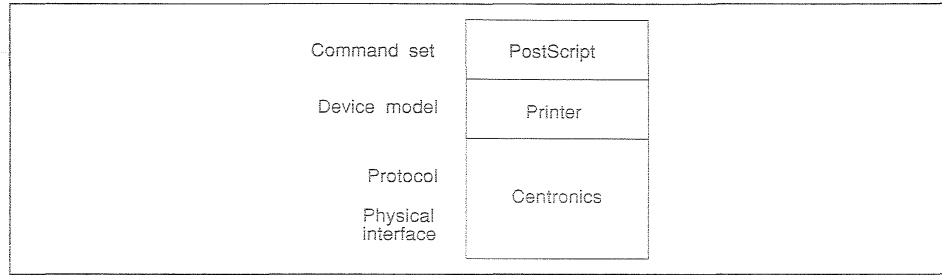 Command set PostScript
Device model Printer
Protocol
Centronics
Physical
interface